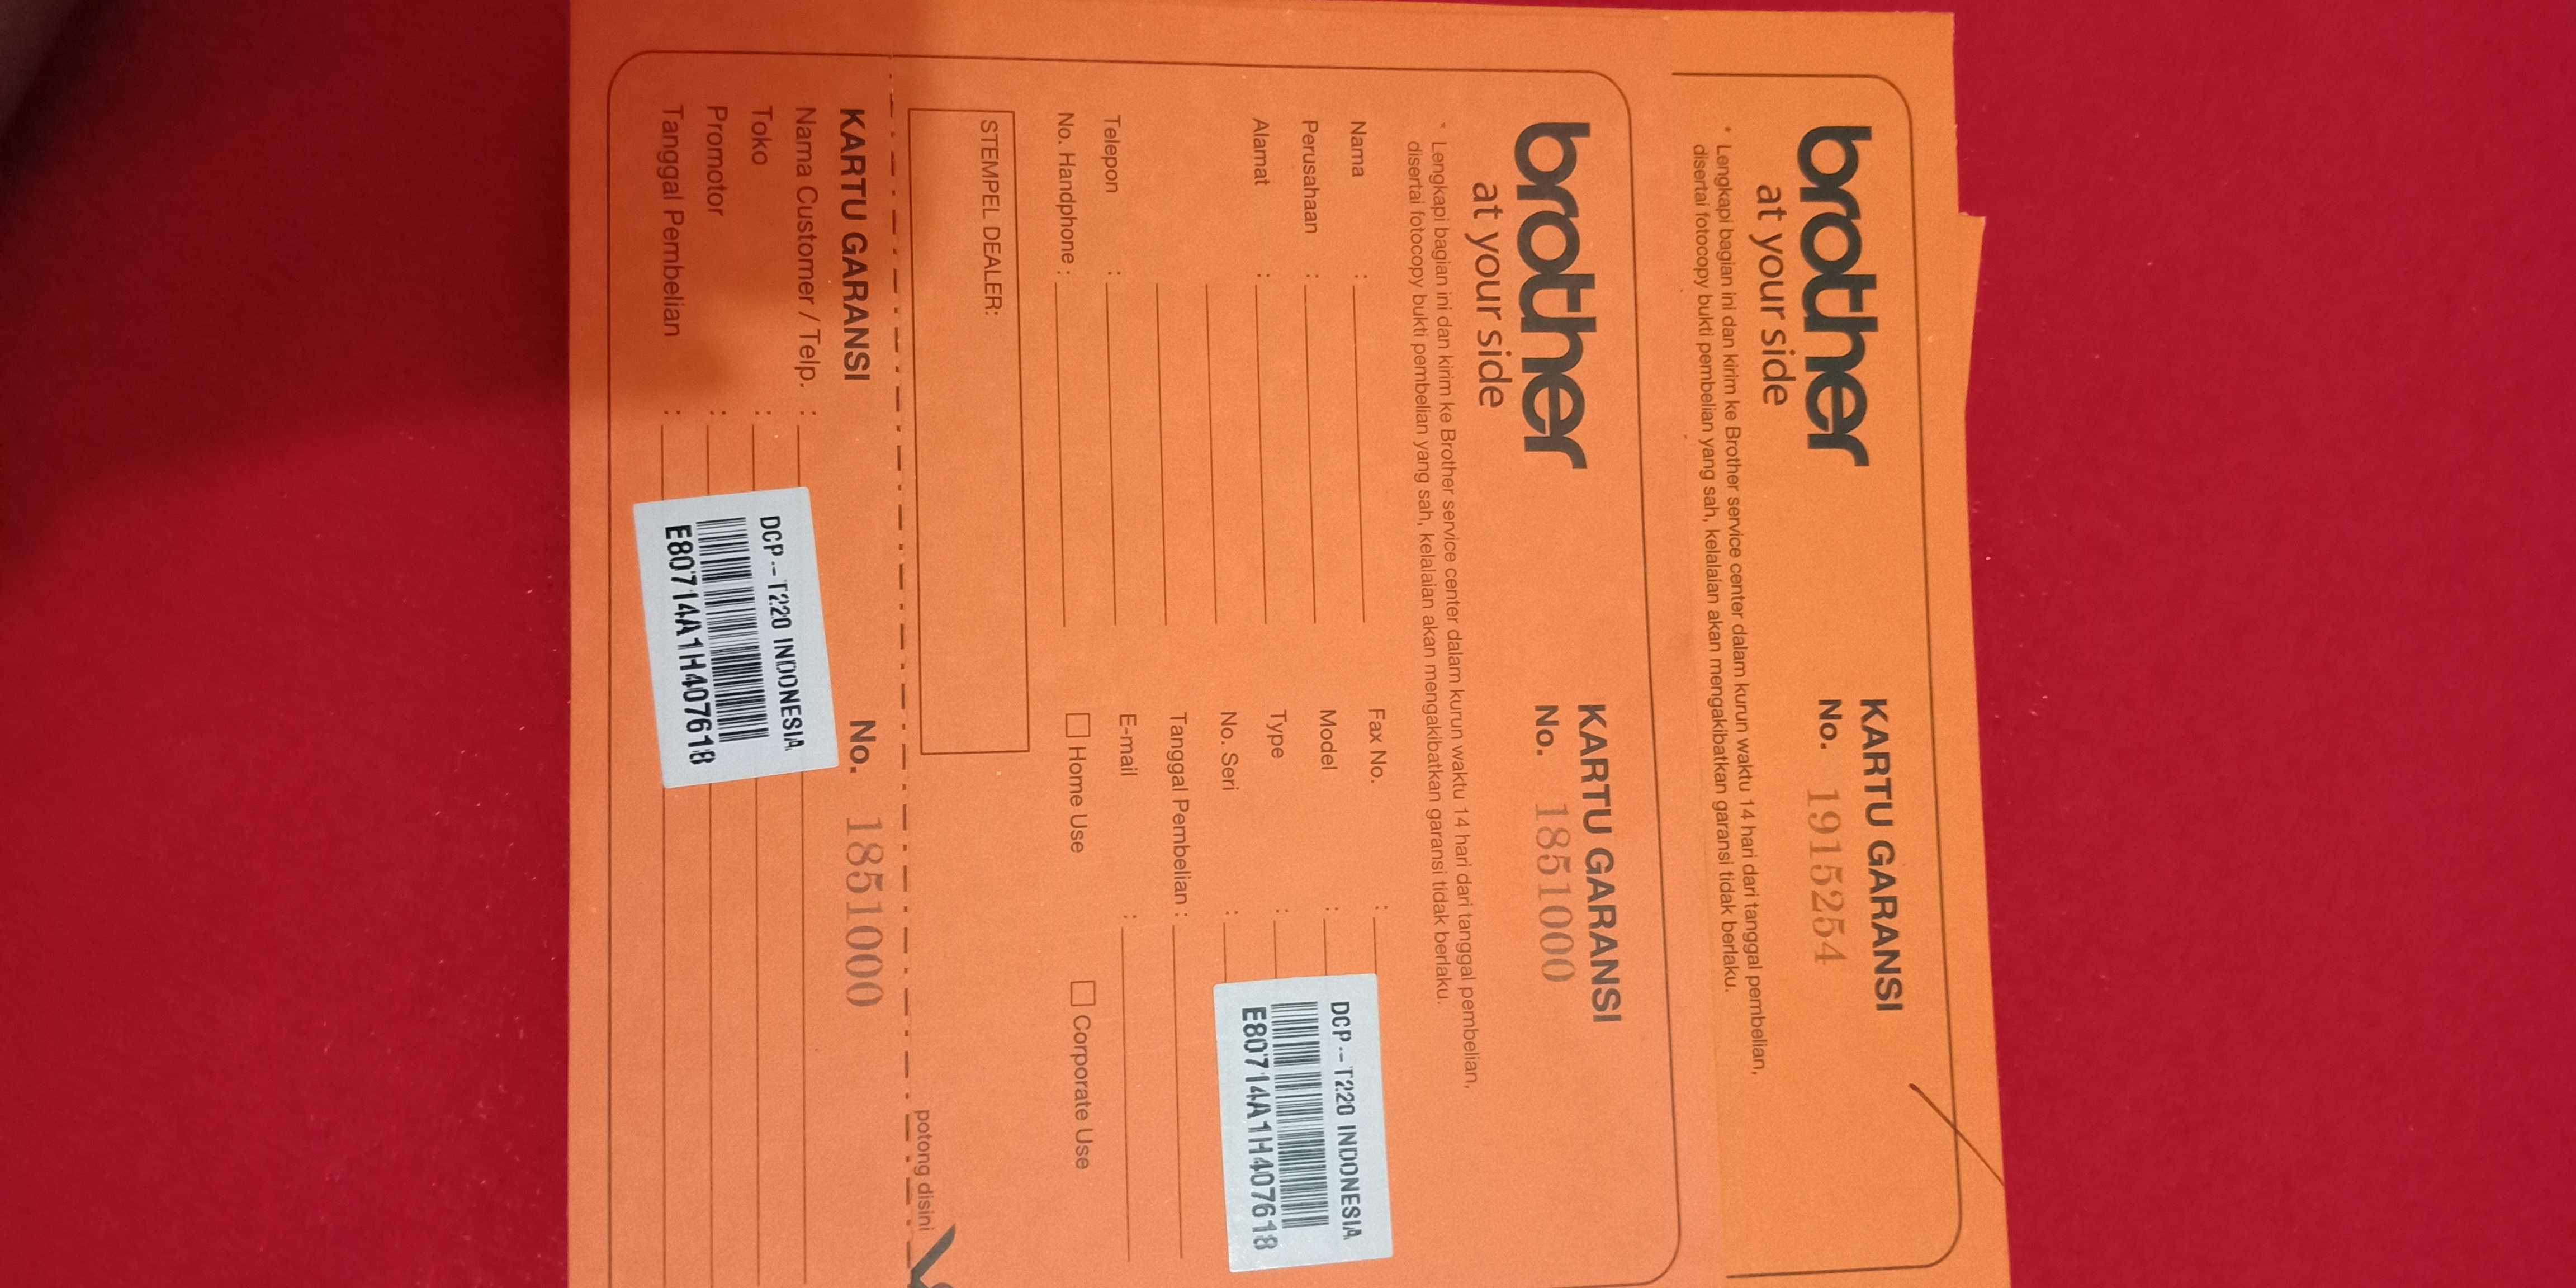 brother
at your side
KARTU GARANSI
No. 1915254
* Lengkapi bagian ini dan kirim ke Brother service center dalam kurun waktu 14 hari dari tanggal pembelian,
disertai fotocopy bukti pembelian yang sah, kelalaian akan mengakibatkan garansi tidak berlaku.
brother
at your side
KARTU GARANSI
No. 1851000
* Lengkapi bagian ini dan kirim ke Brother service center dalam kurun waktu 14 hari dari tanggal pembelian,
disertai fotocopy bukti pembelian yang sah, kelalaian akan mengakibatkan garansi tidak berlaku.
Nama :
Perusahaan :
Alamat :
Telepon :
No. Handphone :
Fax No. :
Model :
Type :
No. Seri :
Tanggal Pembelian :
E-mail :
Home Use
Corporate Use
DCP-T220 INDONESIA
E80714A1H407618
STEMPEL DEALER:
potong disini
KARTU GARANSI
No. 1851000
Nama Customer / Telp. :
Toko :
Promotor :
Tanggal Pembelian :
DCP-T220 INDONESIA
E80714A1H407618